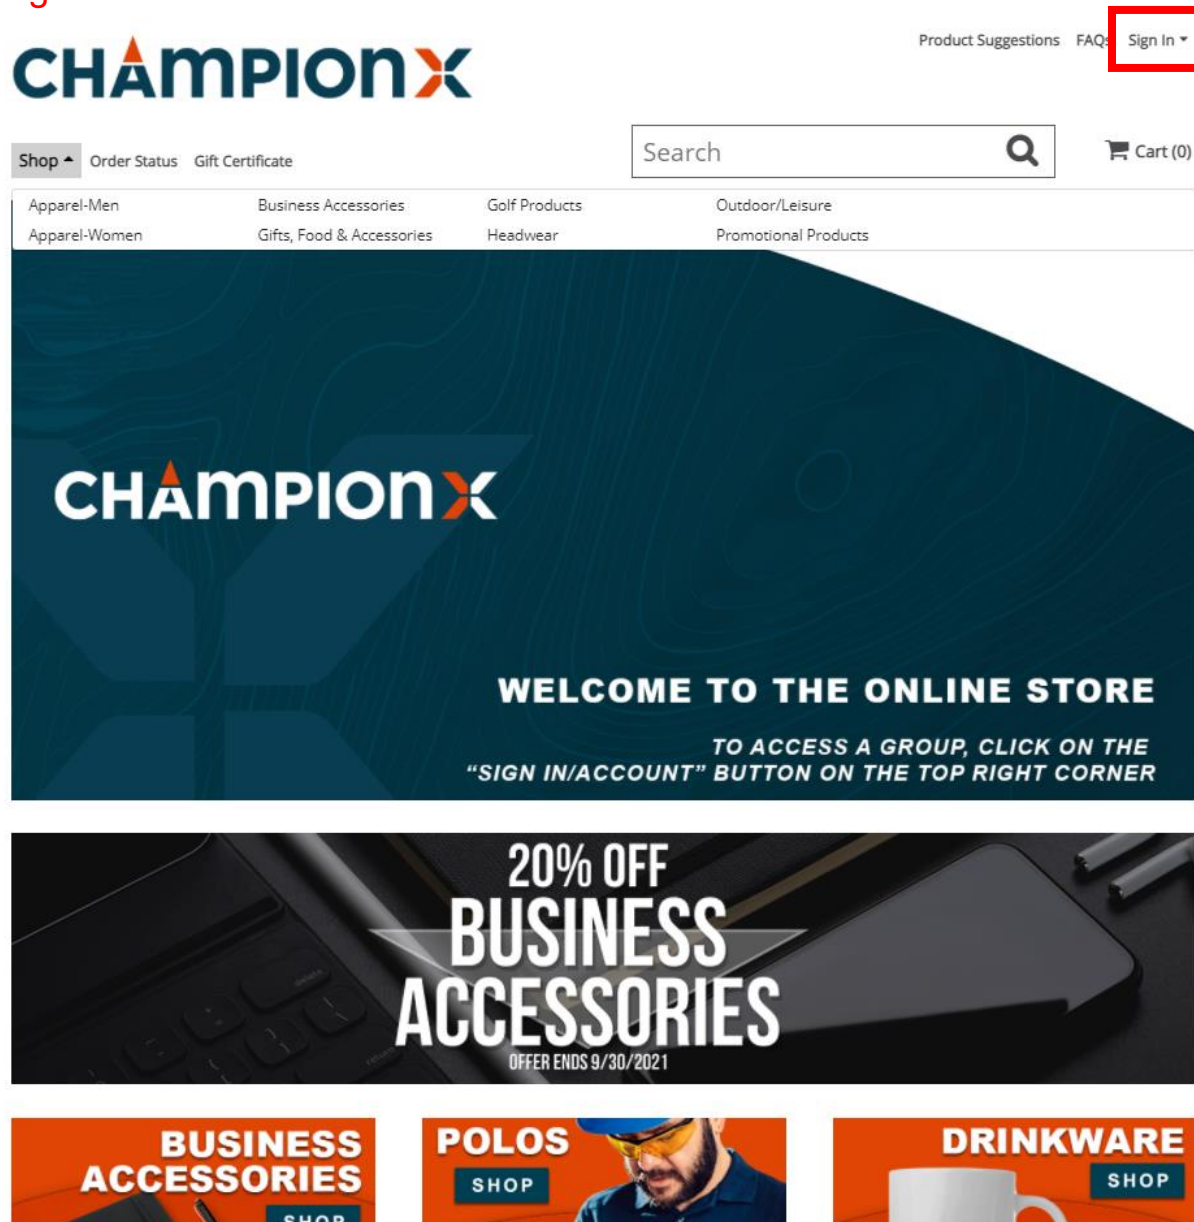 Product Suggestions FAQs Sign In
CHAMPIONX
Search
Shop Order Status Gift Certificate
Cart (0)
Apparel-Men Business Accessories Golf Products Outdoor/Leisure
Apparel-Women Gifts, Food & Accessories Headwear Promotional Products
CHAMPIONX
WELCOME TO THE ONLINE STORE
TO ACCESS A GROUP, CLICK ON THE
“SIGN IN/ACCOUNT” BUTTON ON THE TOP RIGHT CORNER
20% OFF
BUSINESS
ACCESSORIES
OFFER ENDS 9/30/2021
BUSINESS
ACCESSORIES
SHOP
POLOS
SHOP
DRINKWARE
SHOP